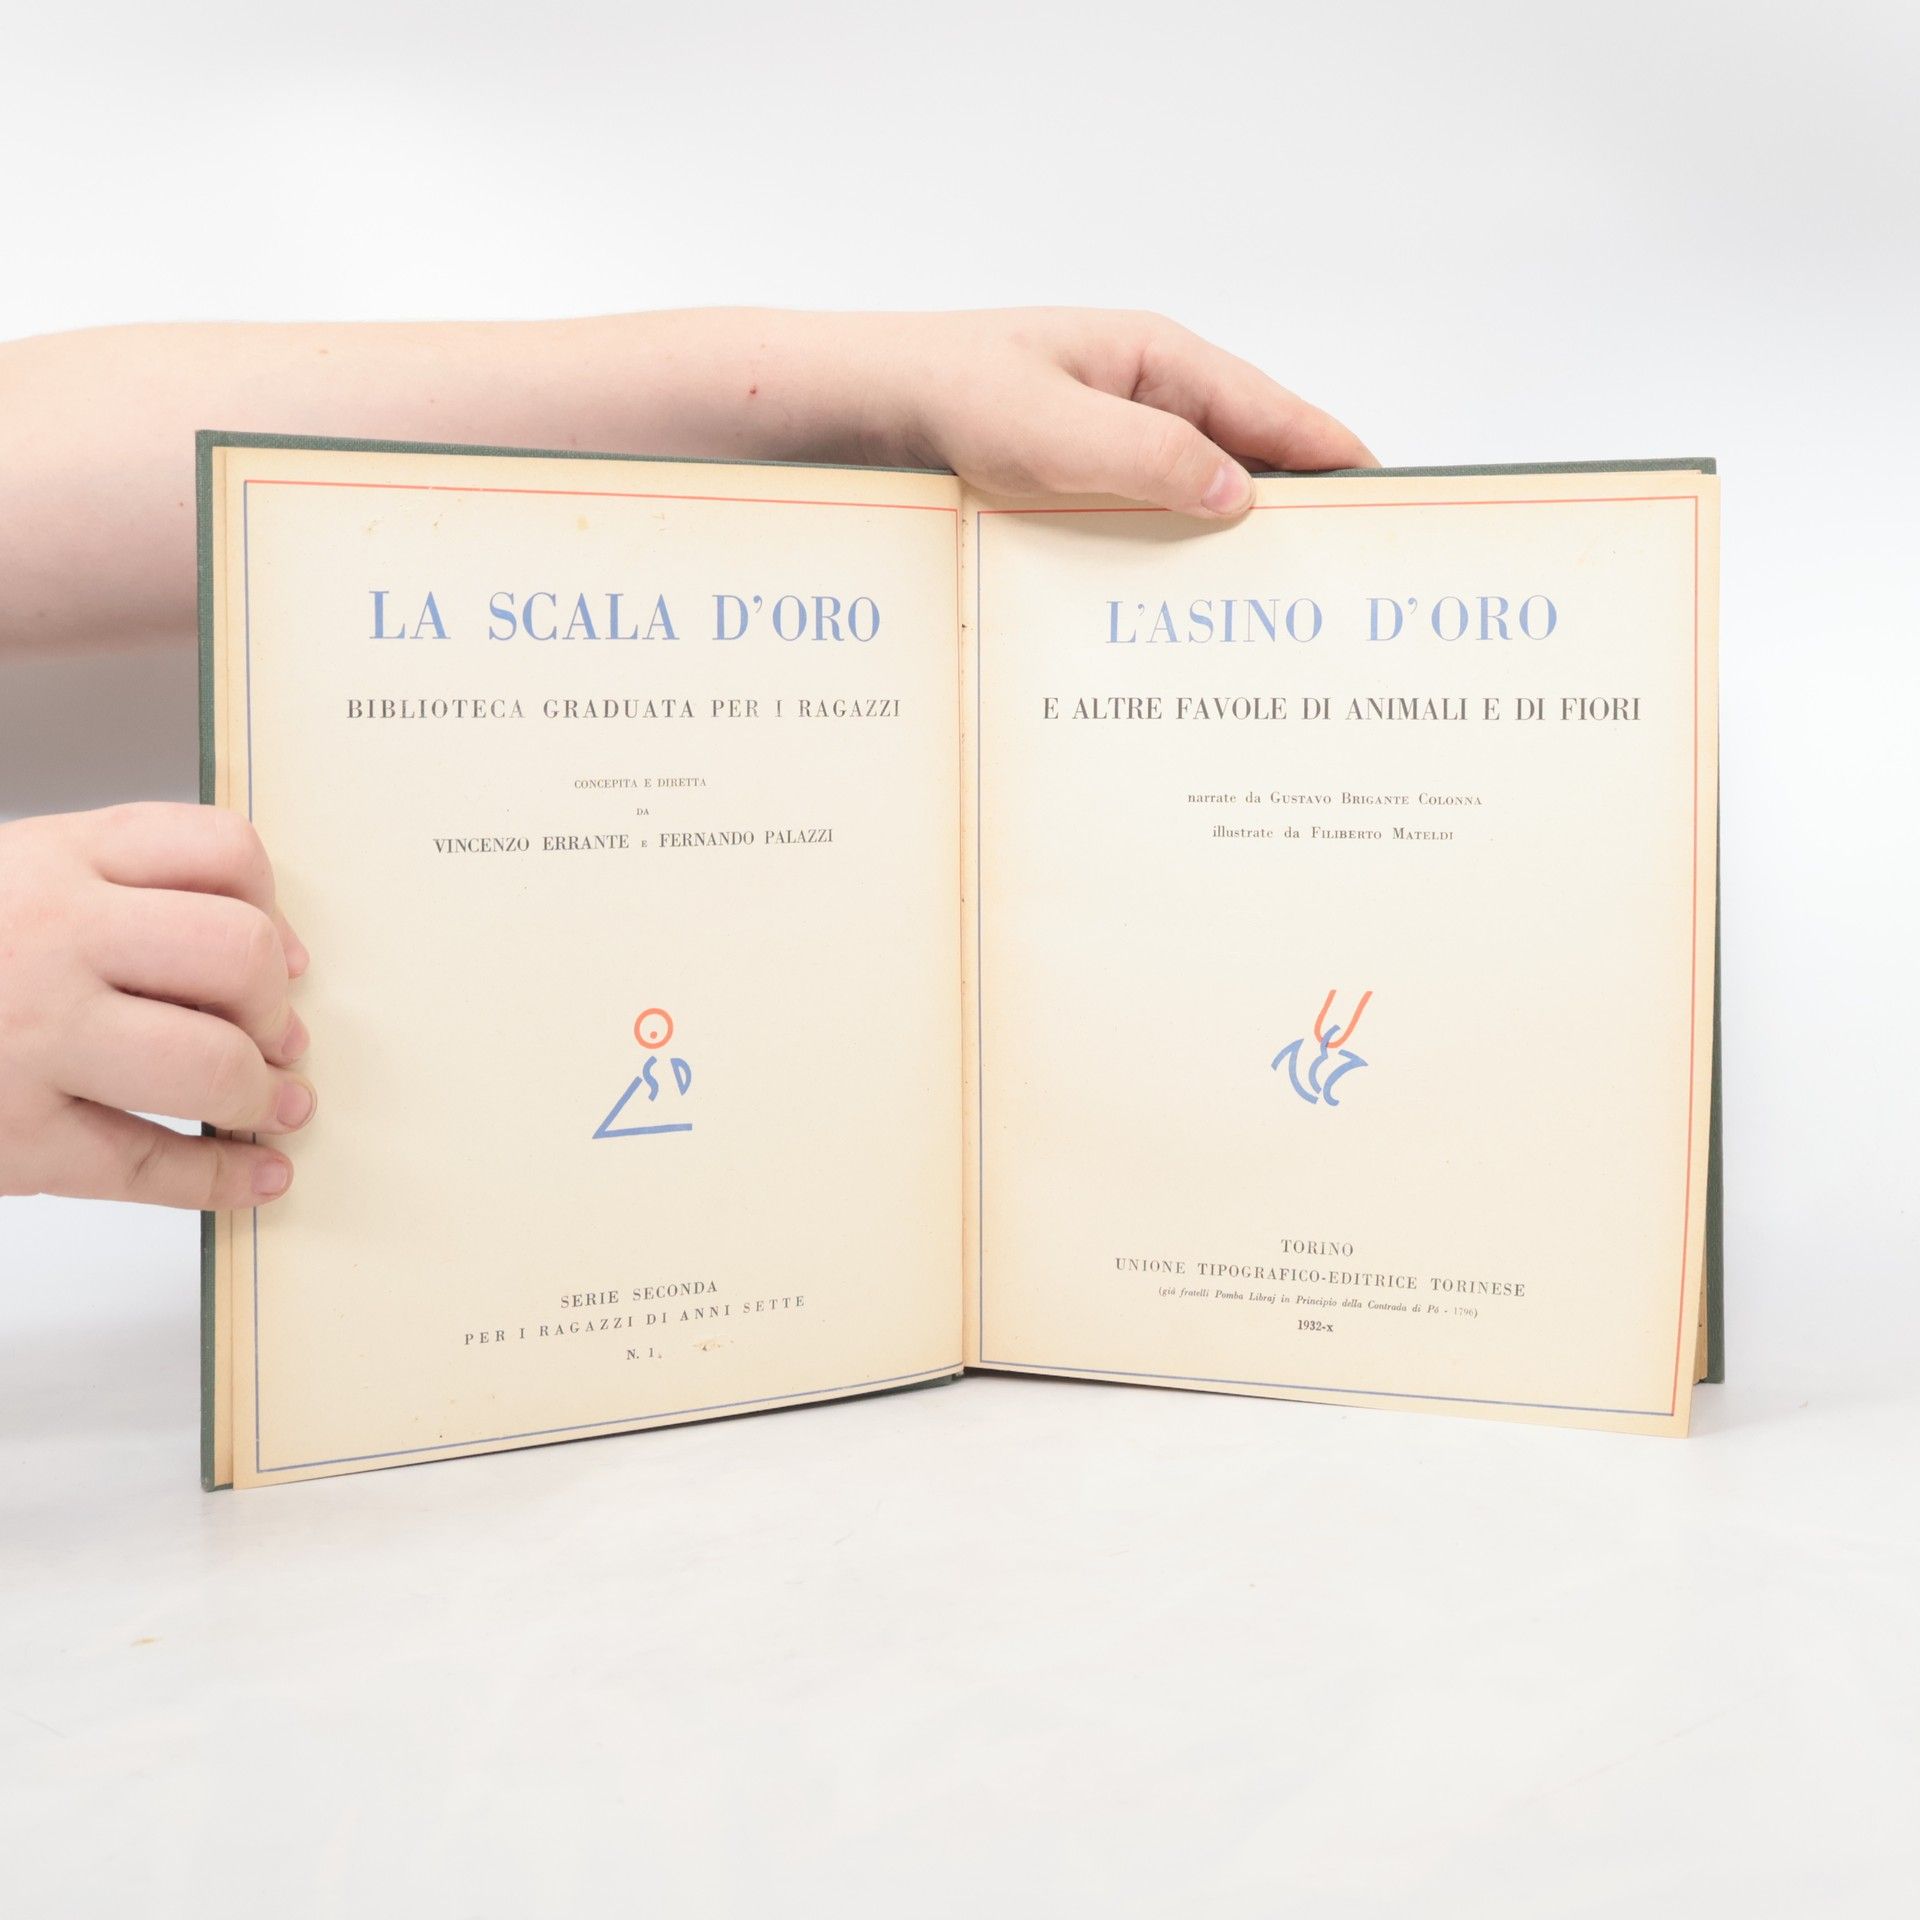 LA SCALA D'ORO
BIBLIOTECA GRADUATA PER I RAGAZZI
CONCEPITA E DIRETTA
DA
VINCENZO ERRANTE E FERNANDO PALAZZI
SD
SERIE SECONDA
PER I RAGAZZI DI ANNI SETTE
N. 1.
L'ASINO D'ORO
E ALTRE FAVOLE DI ANIMALI E DI FIORI
narrate da GUSTAVO BRIGANTE COLONNA
illustrate da FILIBERTO MATELDI
TORINO
UNIONE TIPOGRAFICO-EDITRICE TORINESE
(già fratelli Pomba Libraj in Principio della Contrada di Pò - 1796)
1932-X